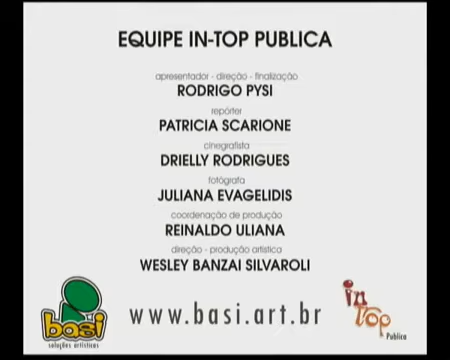 EQUIPE IN-TOP PUBLICA
apresentador - direção - finalização
RODRIGO PYSI
repórter
PATRICIA SCARIONE
cinegrafista
DRIELLY RODRIGUES
fotógrafa
JULIANA EVAGELIDIS
coordenação de produção
REINALDO ULIANA
direção - produção artística
WESLEY BANZAI SILVAROLI
basi
soluções artísticas
www.basi.art.br
in
Top
Publica